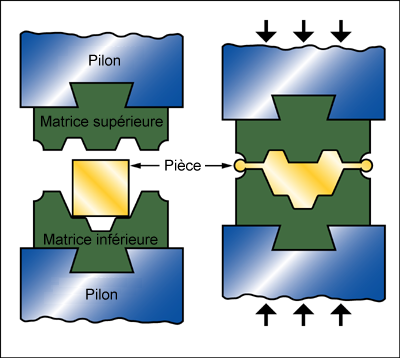 Pilon
Matrice supérieure
Pièce
Matrice inférieure
Pilon